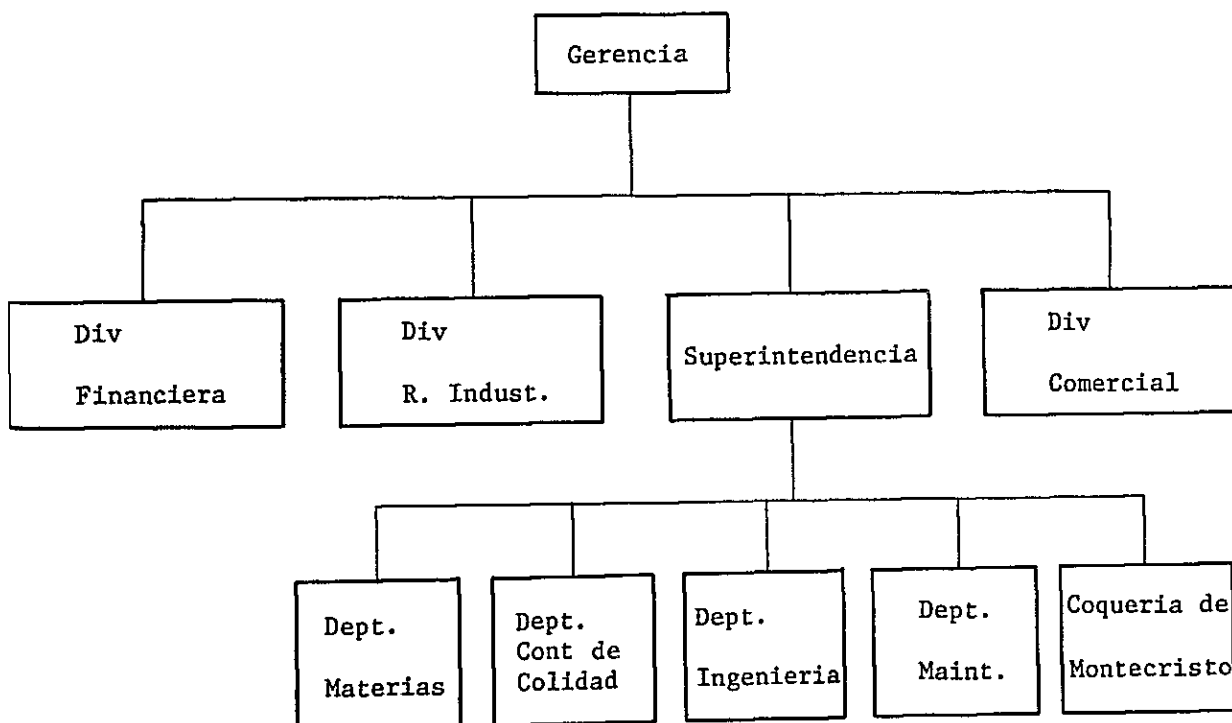 Gerencia
Div
Financiera
Div
R. Indust.
Superintendencia
Div
Comercial
Dept.
Materias
Dept.
Cont de
Colidad
Dept.
Ingenieria
Dept.
Maint.
Coqueria de
Montecristo